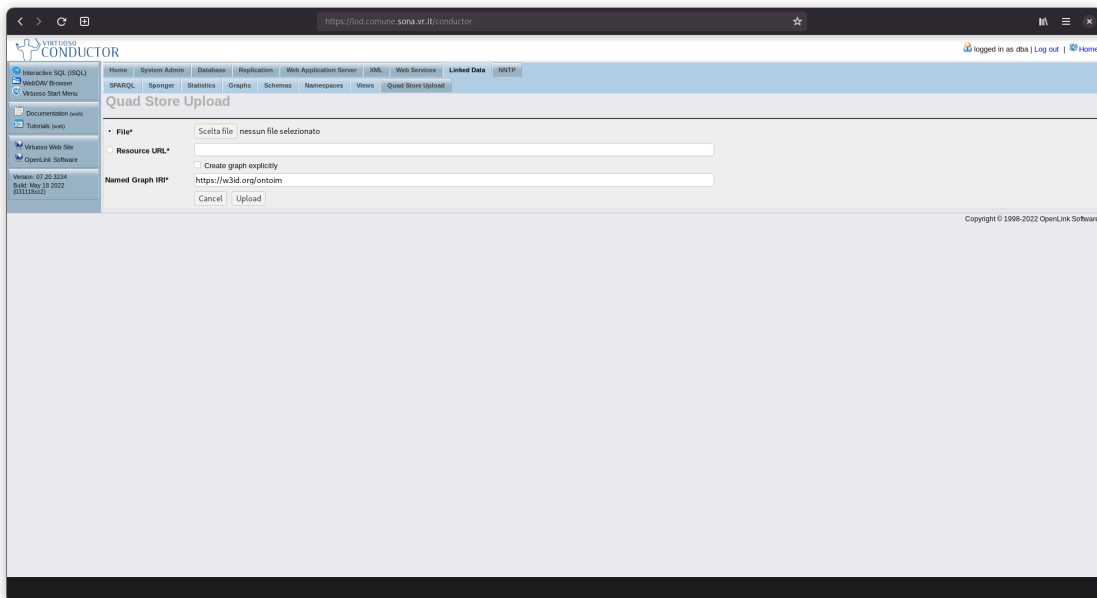 https://lod.comune.sona.vr.it/conductor
VIRTUOSO
CONDUCTOR
logged in as dba | Log out | Home
Interactive SQL (ISQL)
WebDAV Browser
Virtuoso Start Menu
Documentation (web)
Tutorials (web)
Virtuoso Web Site
OpenLink Software
Version: 07.20.3234
Build: May 18 2022
(031118cc2)
Home System Admin Database Replication Web Application Server XML Web Services Linked Data NNTP
SPARQL Sponger Statistics Graphs Schemas Namespaces Views Quad Store Upload
Quad Store Upload
File* Scelta file nessun file selezionato
Resource URL*
Create graph explicitly
Named Graph IRI* https://w3id.org/ontoim
Cancel Upload
Copyright © 1998-2022 OpenLink Software